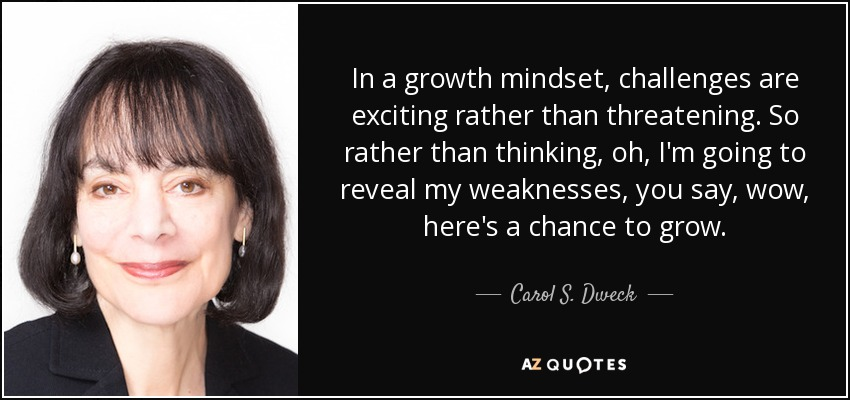 In a growth mindset, challenges are
exciting rather than threatening. So
rather than thinking, oh, I'm going to
reveal my weaknesses, you say, wow,
here's a chance to grow.
Carol S. Dweck
AZ QUOTES